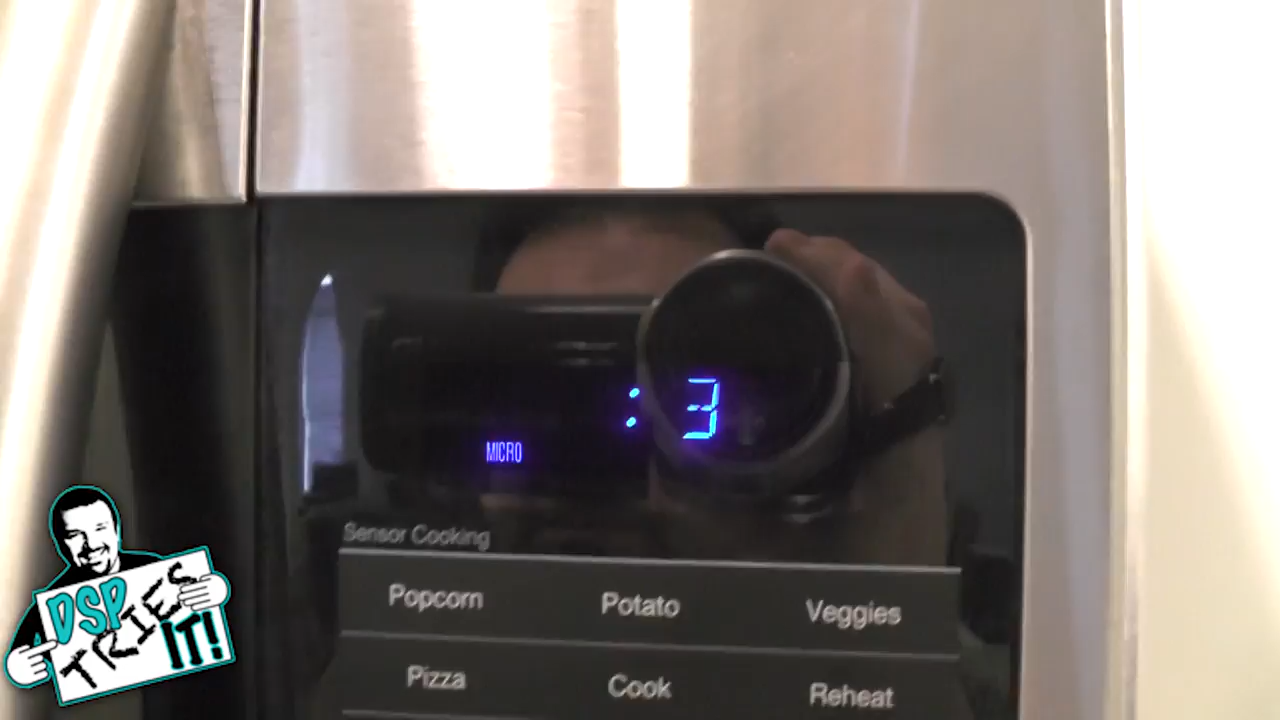 : 3
MICRO
Sensor Cooking
Popcorn Potato Veggies
Pizza Cook Reheat
DSP
TRIES
IT!